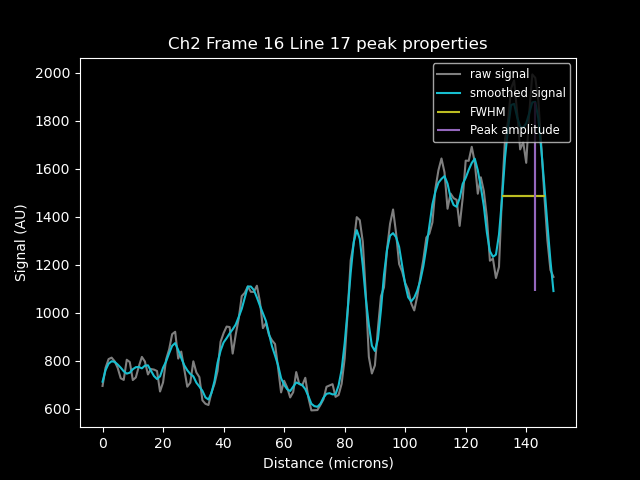 Ch2 Frame 16 Line 17 peak properties
raw signal
smoothed signal
FWHM
Peak amplitude
Signal (AU)
2000
1800
1600
1400
1200
1000
800
600
0 20 40 60 80 100 120 140
Distance (microns)